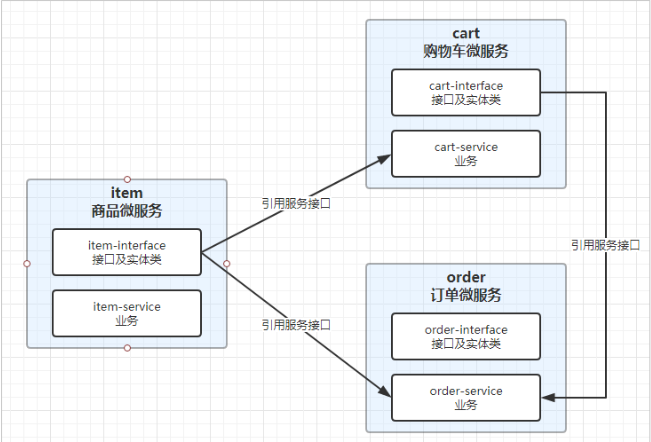 cart
购物车微服务
cart-interface
接口及实体类
cart-service
业务
item
商品微服务
item-interface
接口及实体类
item-service
业务
引用服务接口
引用服务接口
引用服务接口
order
订单微服务
order-interface
接口及实体类
order-service
业务